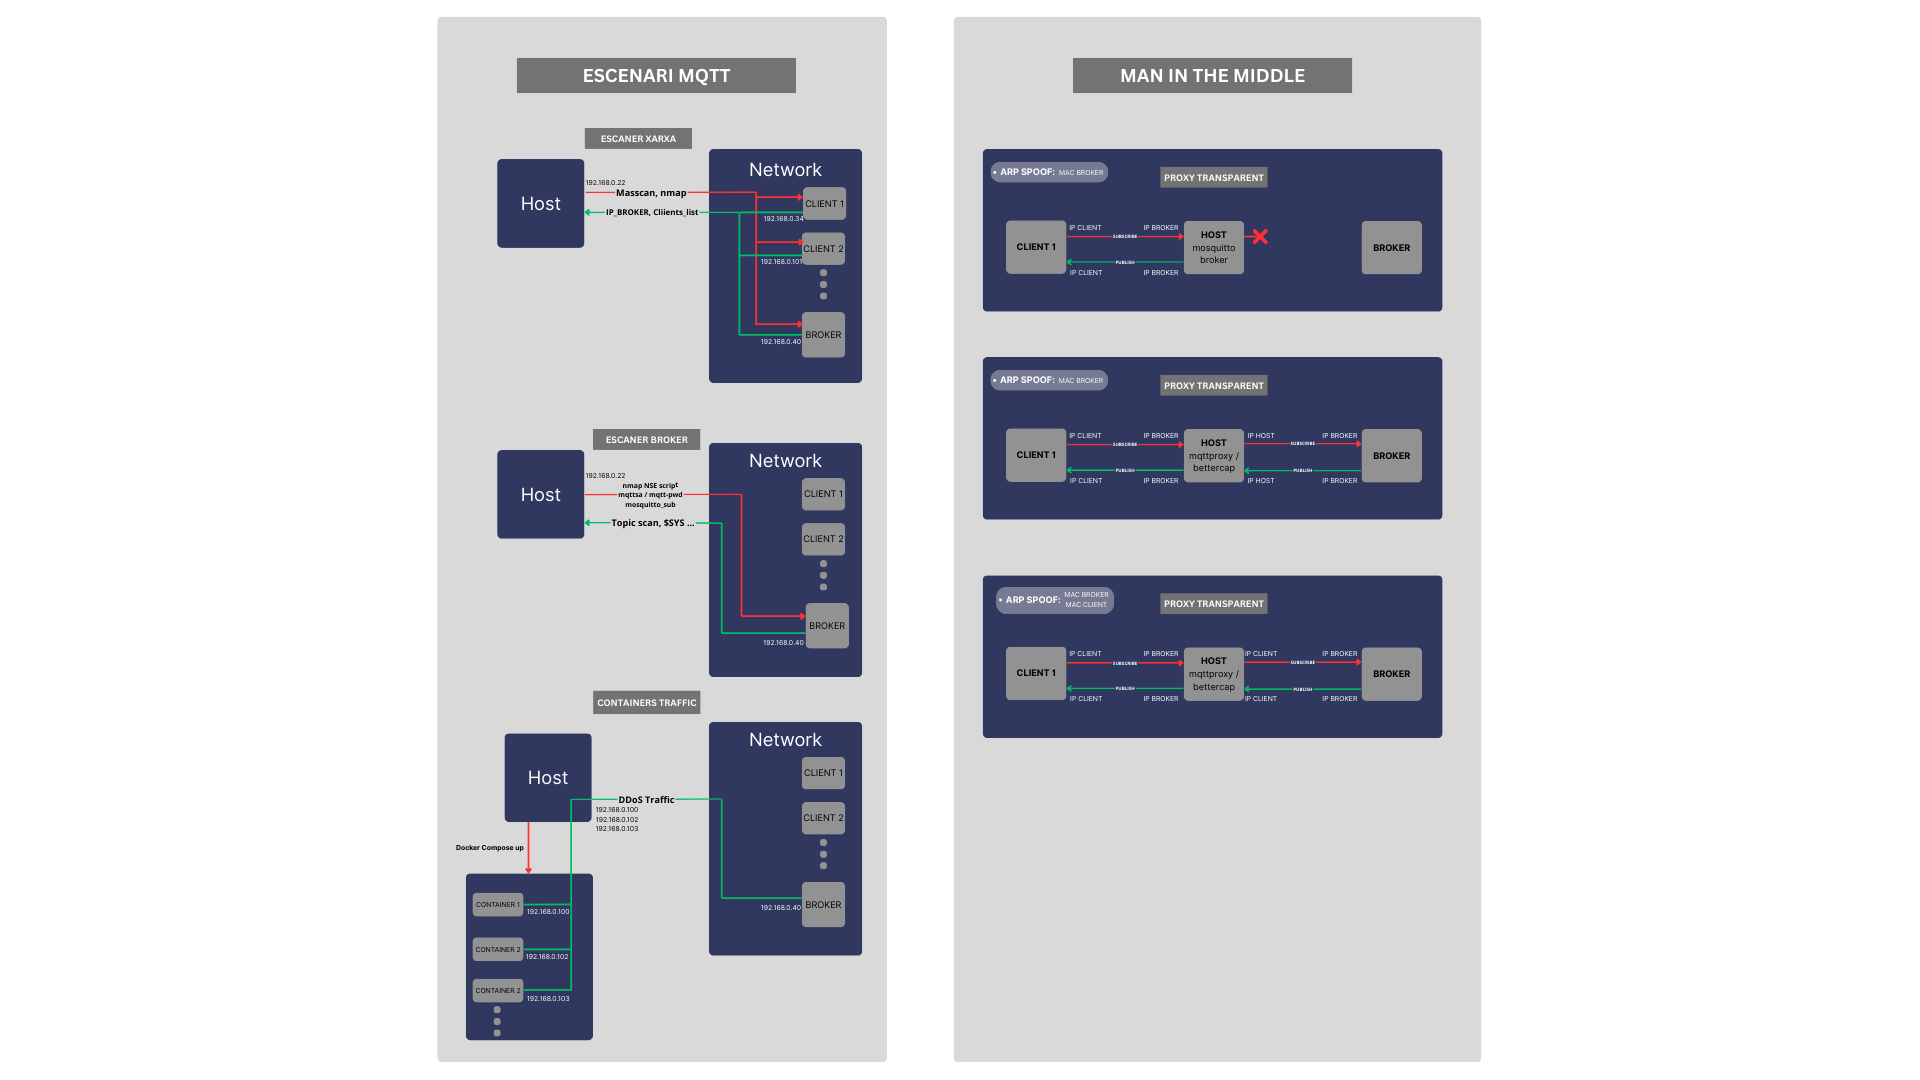 ESCENARI MQTT
ESCANER XARXA
Host
192.168.0.22
Masscan, nmap
IP_BROKER, Cliients_list
Network
CLIENT 1
192.168.0.34
CLIENT 2
192.168.0.101
BROKER
192.168.0.40
ESCANER BROKER
Host
192.168.0.22
nmap NSE script
mqttsa / mqtt-pwd
mosquitto_sub
Topic scan, $SYS ...
Network
CLIENT 1
CLIENT 2
BROKER
192.168.0.40
CONTAINERS TRAFFIC
Host
DDoS Traffic
192.168.0.100
192.168.0.102
192.168.0.103
Docker Compose up
CONTAINER 1
192.168.0.100
CONTAINER 2
192.168.0.102
CONTAINER 2
192.168.0.103
Network
CLIENT 1
CLIENT 2
BROKER
192.168.0.40
MAN IN THE MIDDLE
• ARP SPOOF: MAC BROKER
PROXY TRANSPARENT
CLIENT 1
IP CLIENT
IP BROKER
SUBSCRIBE
PUBLISH
IP CLIENT
IP BROKER
HOST
mosquitto
broker
BROKER
• ARP SPOOF: MAC BROKER
PROXY TRANSPARENT
CLIENT 1
IP CLIENT
IP BROKER
SUBSCRIBE
PUBLISH
IP CLIENT
IP BROKER
HOST
mqttproxy /
bettercap
IP HOST
IP BROKER
SUBSCRIBE
PUBLISH
IP HOST
IP BROKER
BROKER
• ARP SPOOF:
MAC BROKER
MAC CLIENT
PROXY TRANSPARENT
CLIENT 1
IP CLIENT
IP BROKER
SUBSCRIBE
PUBLISH
IP CLIENT
IP BROKER
HOST
mqttproxy /
bettercap
IP CLIENT
IP BROKER
SUBSCRIBE
PUBLISH
IP CLIENT
IP BROKER
BROKER